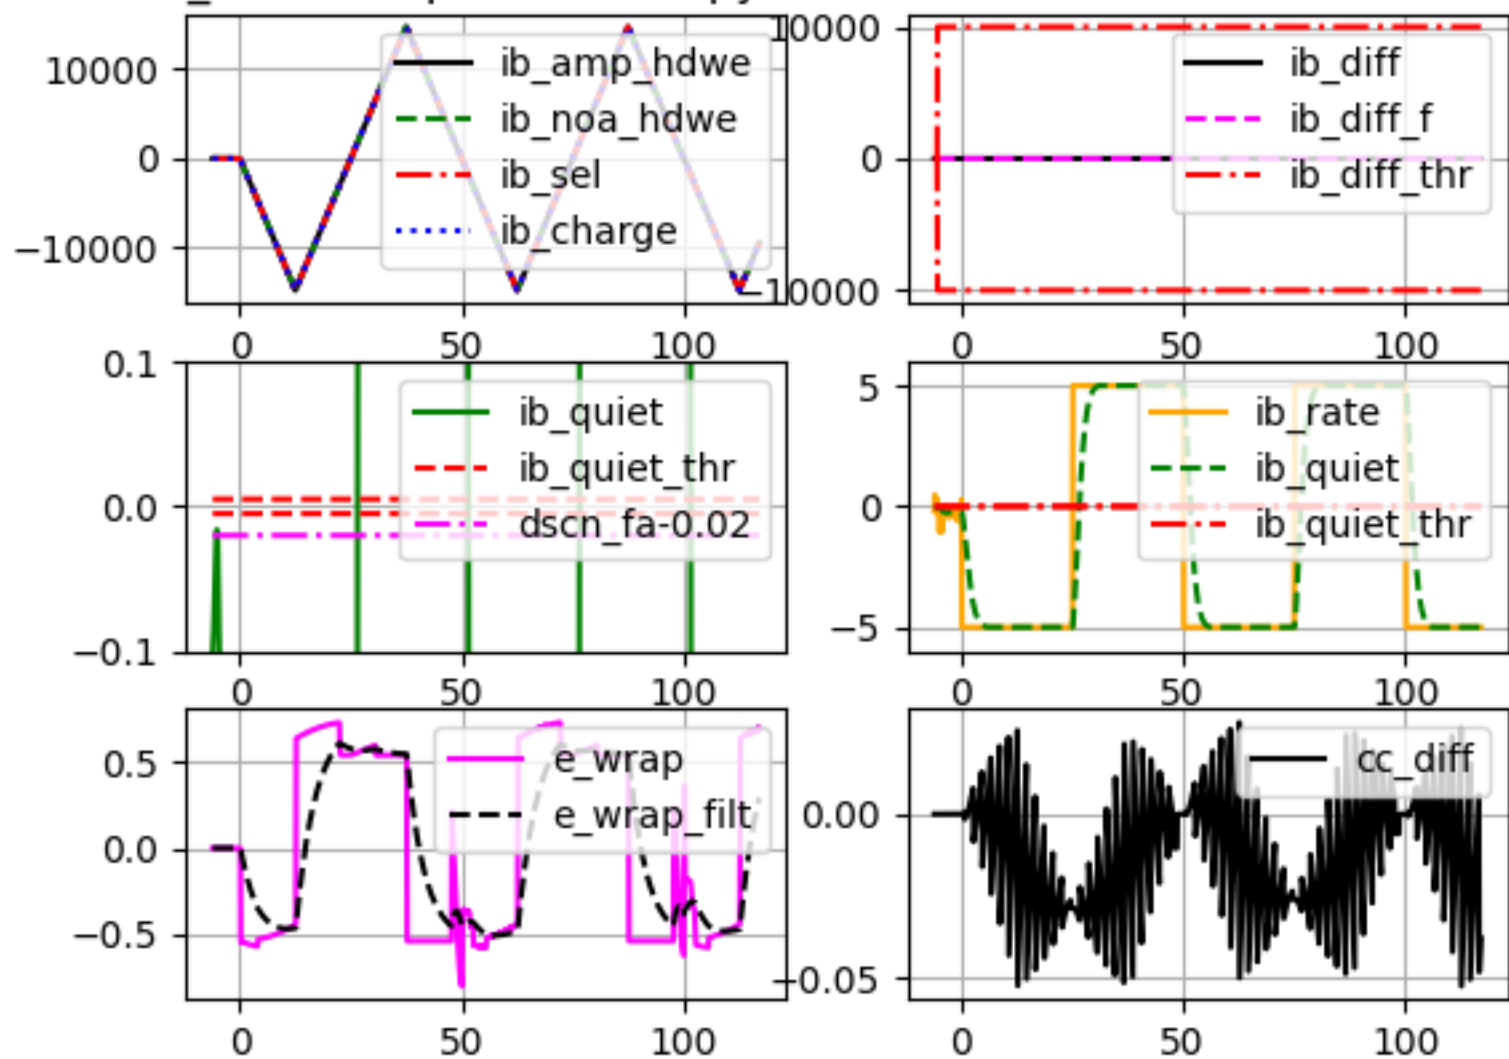 10000
0
−10000
ib_amp_hdwe
ib_noa_hdwe
ib_sel
ib_charge
0 50 100
10000
0
−10000
ib_diff
ib_diff_f
ib_diff_thr
0 50 100
0.1
0.0
−0.1
ib_quiet
ib_quiet_thr
dscn_fa-0.02
0 50 100
5
0
−5
ib_rate
ib_quiet
ib_quiet_thr
0 50 100
0.5
0.0
−0.5
e_wrap
e_wrap_filt
0 50 100
0.00
−0.05
cc_diff
0 50 100